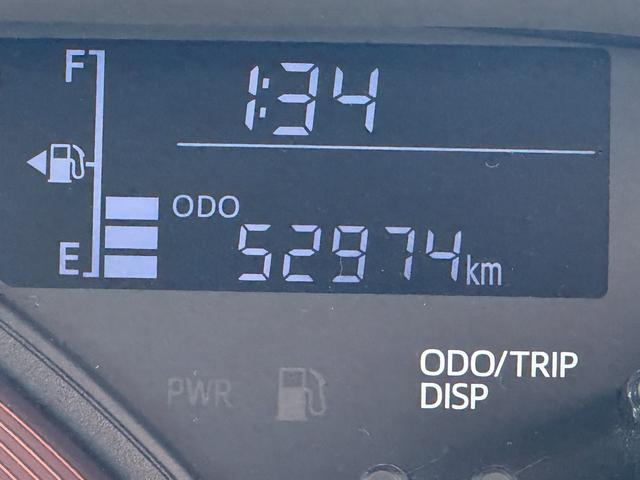 F
1:34
ODO
E
52974km
ODO/TRIP
DISP
PWR